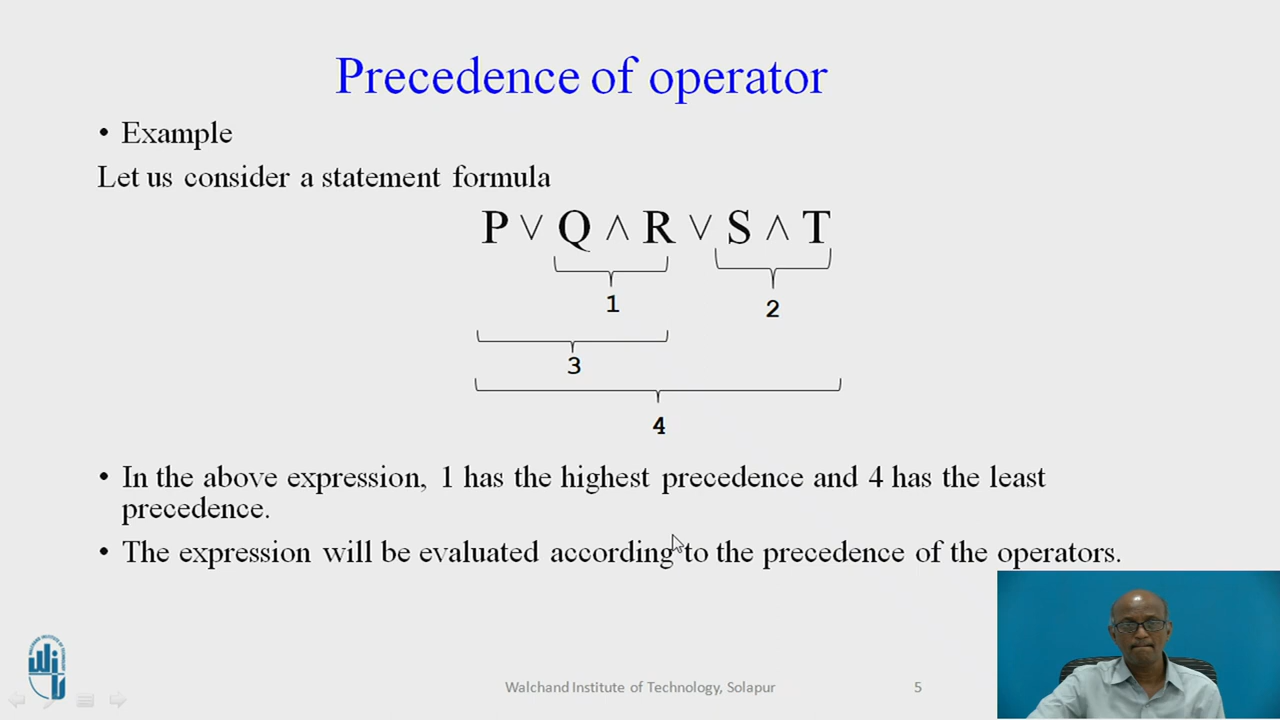 Precedence of operator
• Example
Let us consider a statement formula
P ∨ Q ∧ R ∨ S ∧ T
1
2
3
4
• In the above expression, 1 has the highest precedence and 4 has the least
precedence.
• The expression will be evaluated according to the precedence of the operators.
Walchand Institute of Technology, Solapur
5